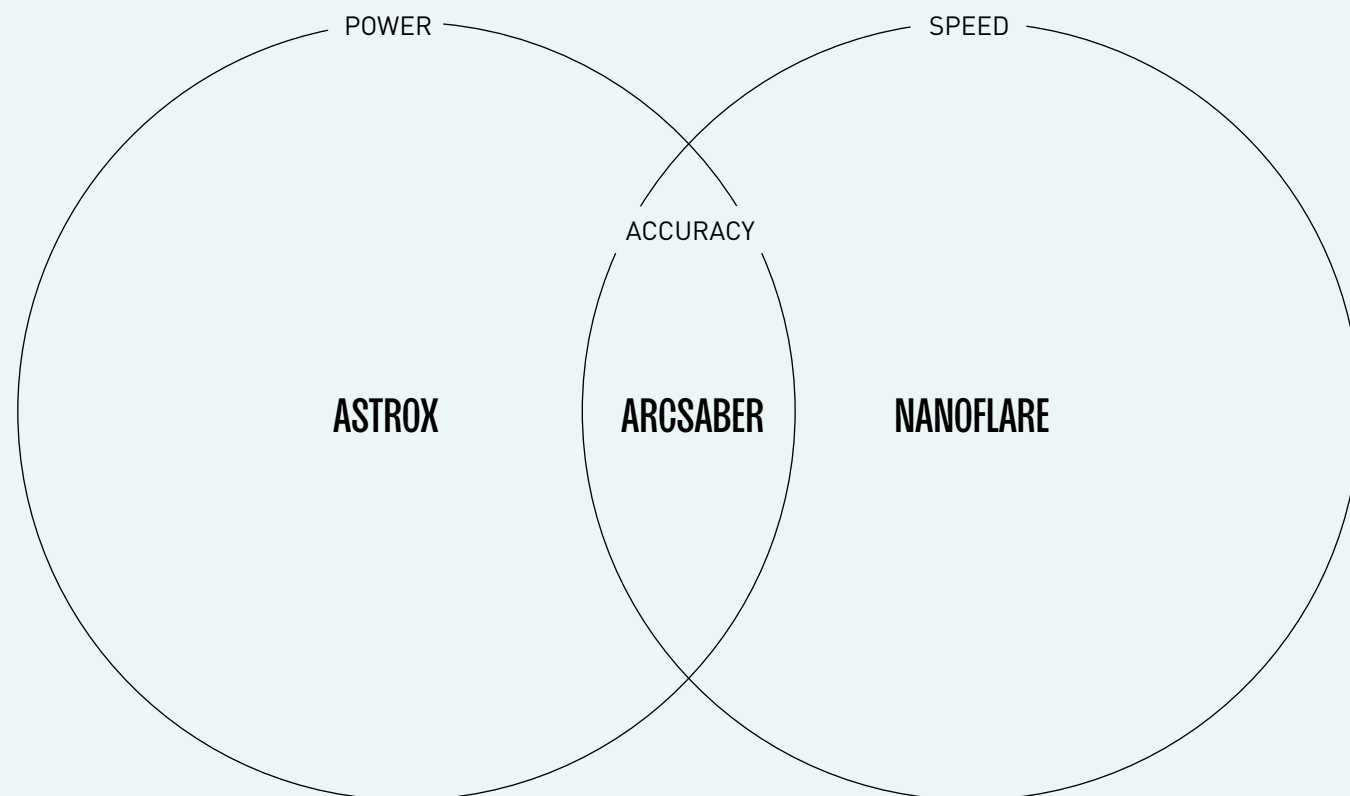 POWER
SPEED
ACCURACY
ASTROX
ARCSABER
NANOFLARE